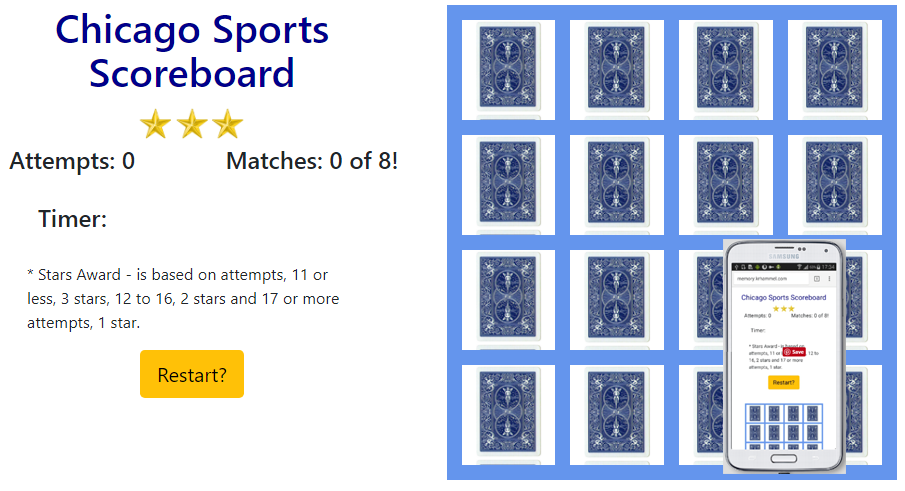 Chicago Sports
Scoreboard
Attempts: 0 Matches: 0 of 8!
Timer:
* Stars Award - is based on attempts, 11 or
less, 3 stars, 12 to 16, 2 stars and 17 or more
attempts, 1 star.
Restart?
SAMSUNG
17:34
memory.krhammel.com
Chicago Sports Scoreboard
Attempts: 0 Matches: 0 of 8!
Timer:
* Stars Award - is based on
attempts, 11 or Save 12 to
16, 2 stars and 17 or more
attempts, 1 star.
Restart?